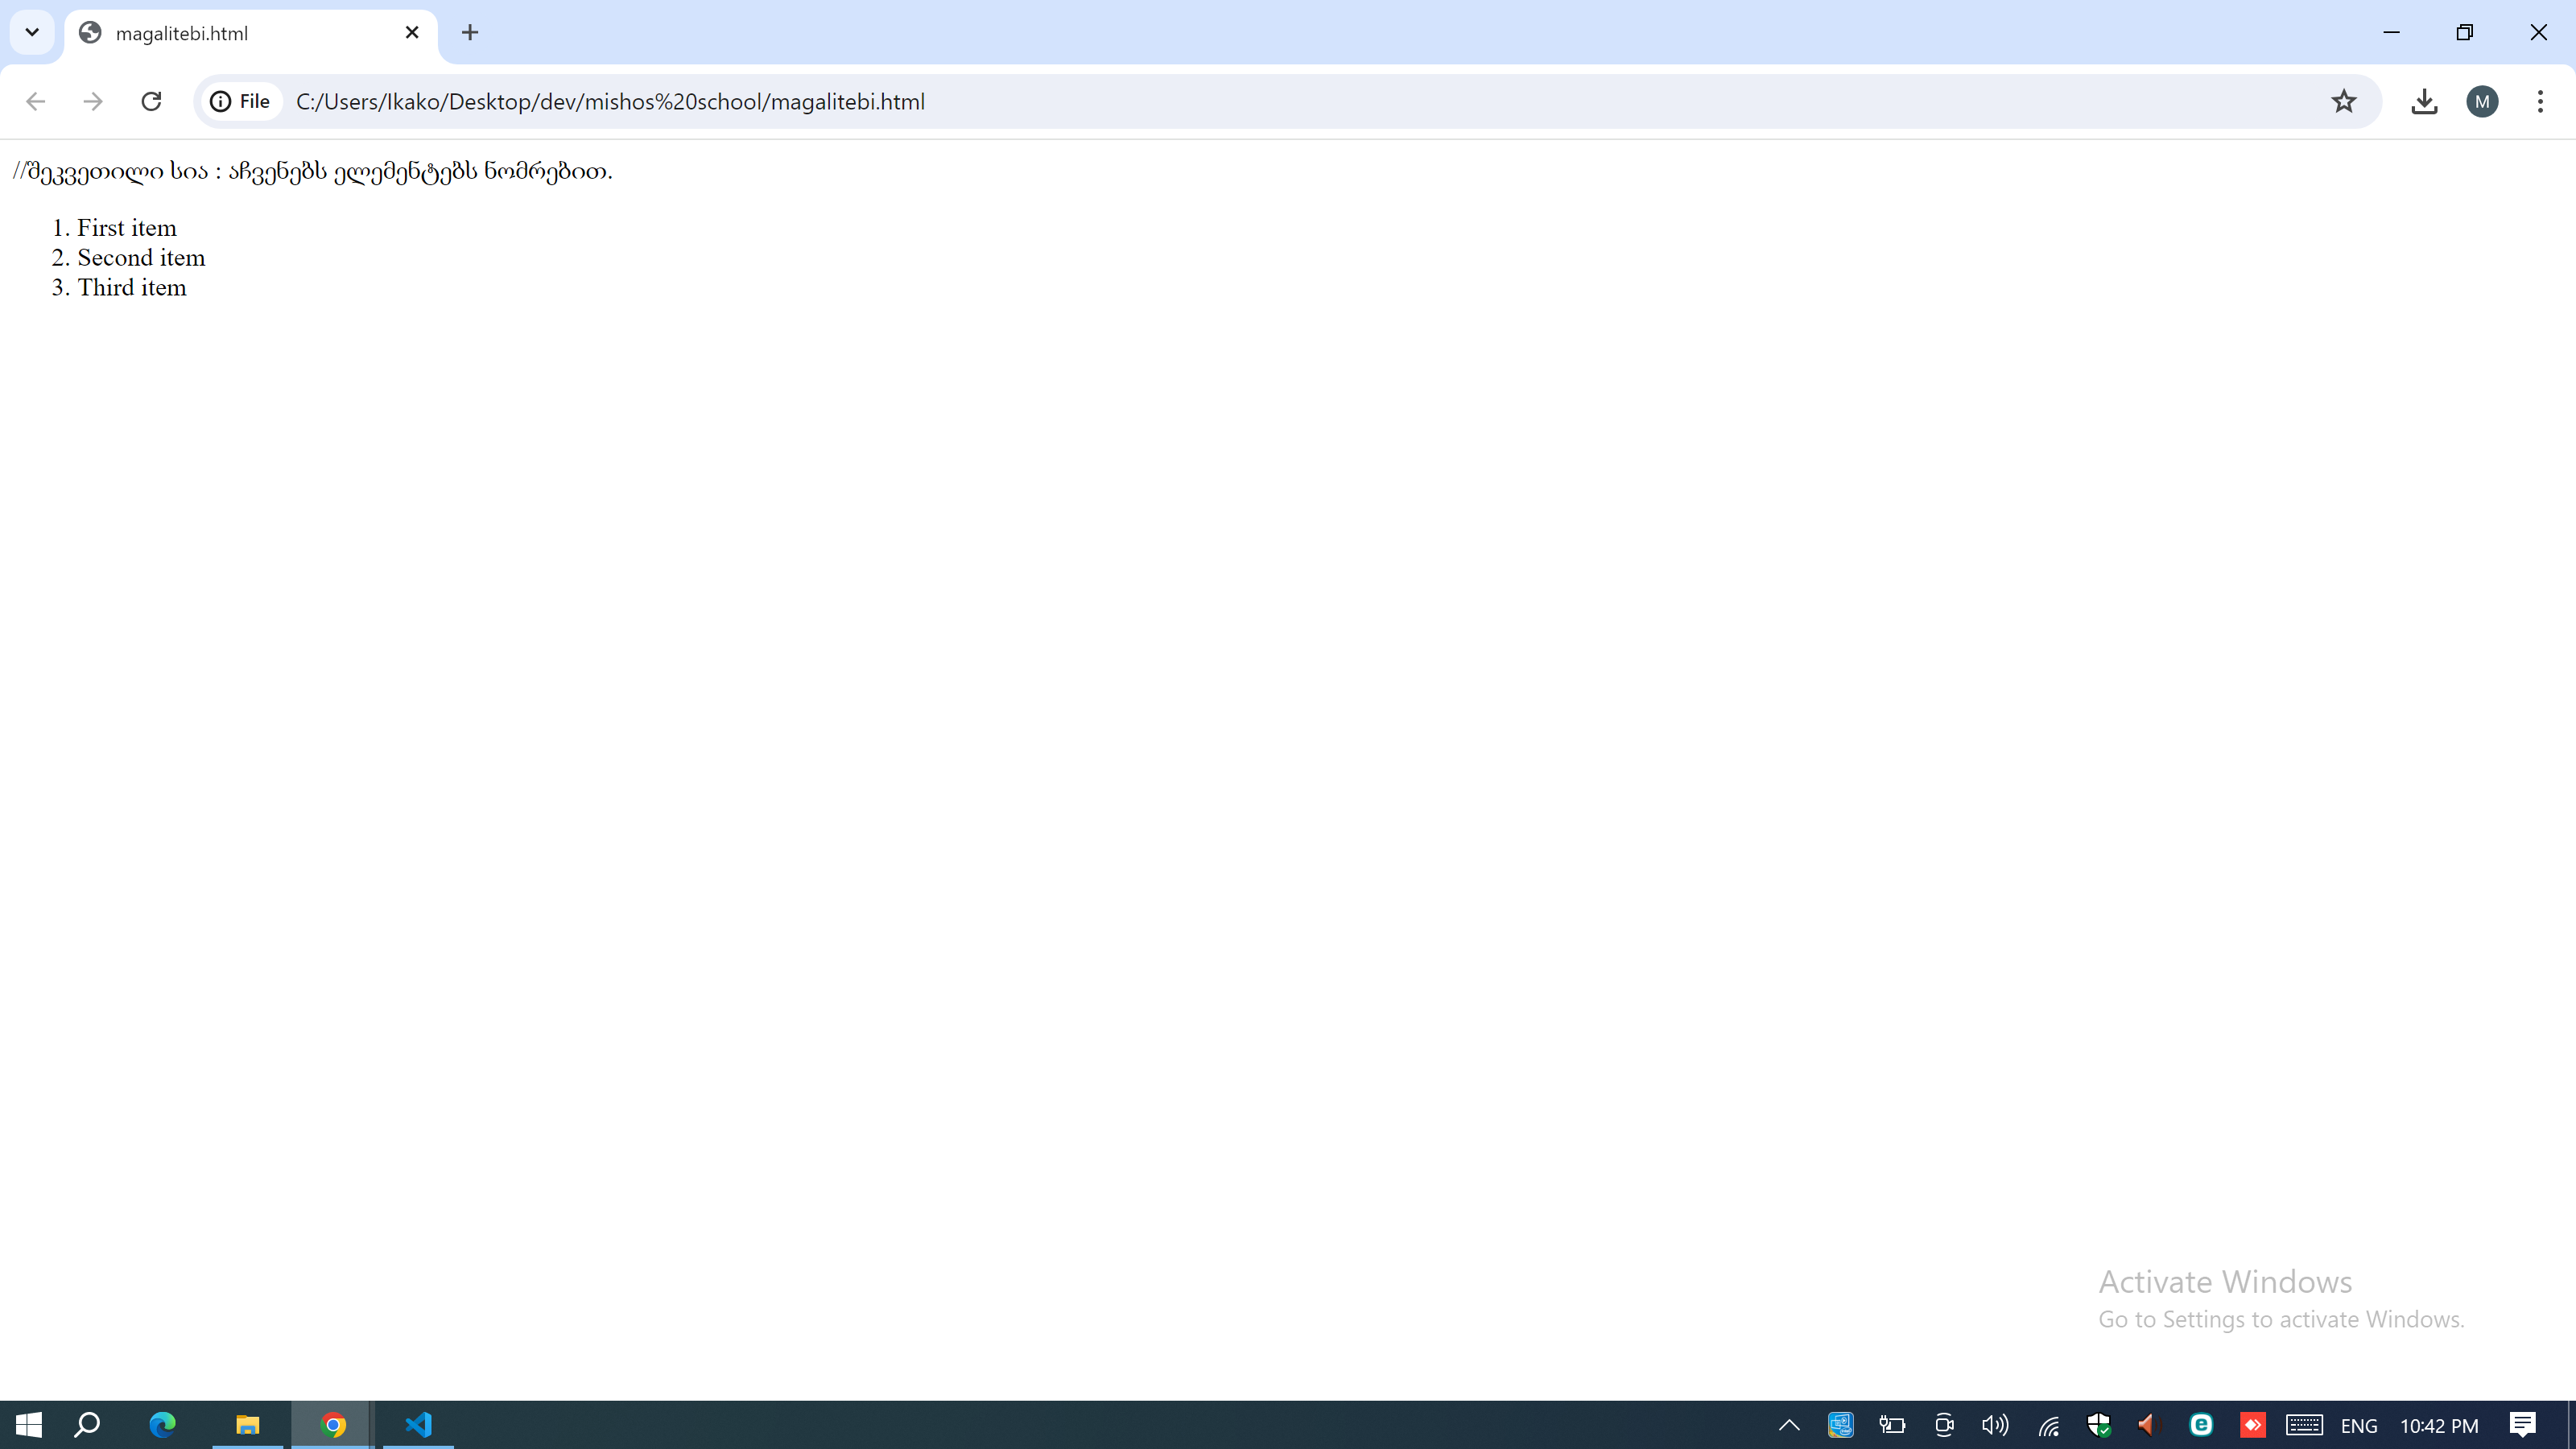 magalitebi.html
File
C:/Users/Ikako/Desktop/dev/mishos%20school/magalitebi.html
M
//შეკვეთილი სია : აჩვენებს ელემენტებს ნომრებით.
1. First item
2. Second item
3. Third item
Activate Windows
Go to Settings to activate Windows.
ENG
10:42 PM